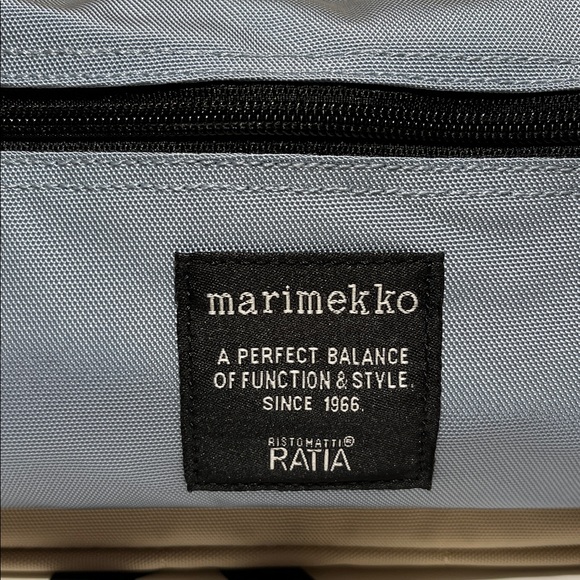 marimekko
A PERFECT BALANCE
OF FUNCTION & STYLE.
SINCE 1966.
RISTOMATTI®
RATIA